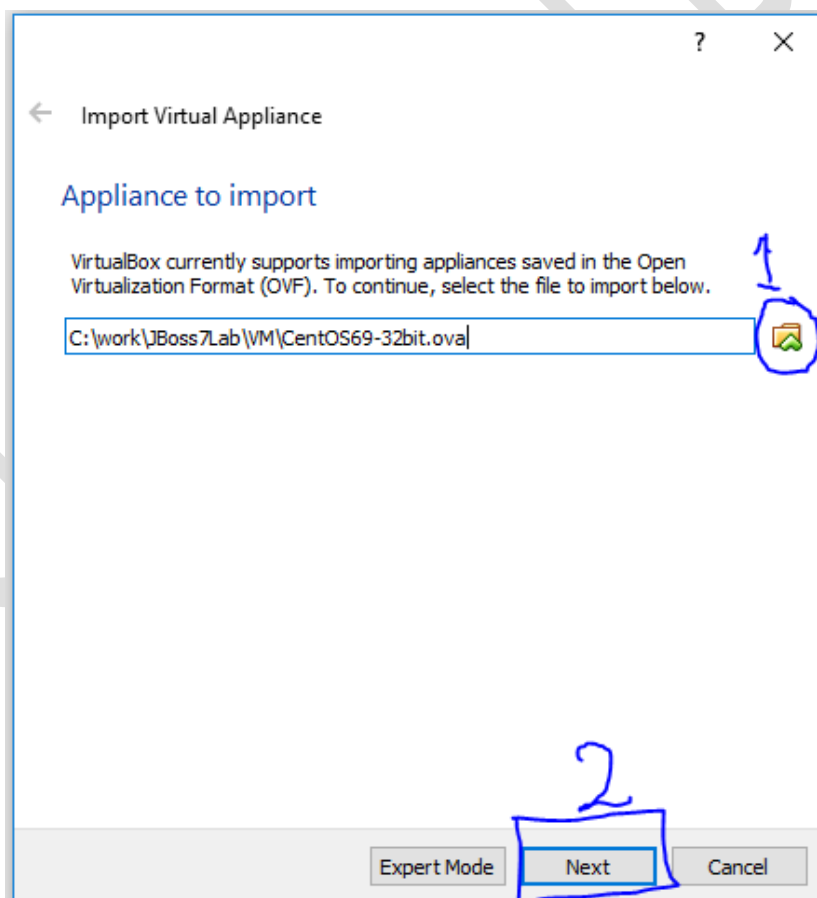 ?
Import Virtual Appliance
Appliance to import
VirtualBox currently supports importing appliances saved in the Open
Virtualization Format (OVF). To continue, select the file to import below.
1
C:\work\JBoss7Lab\VM\CentOS69-32bit.ova
2
Expert Mode Next Cancel